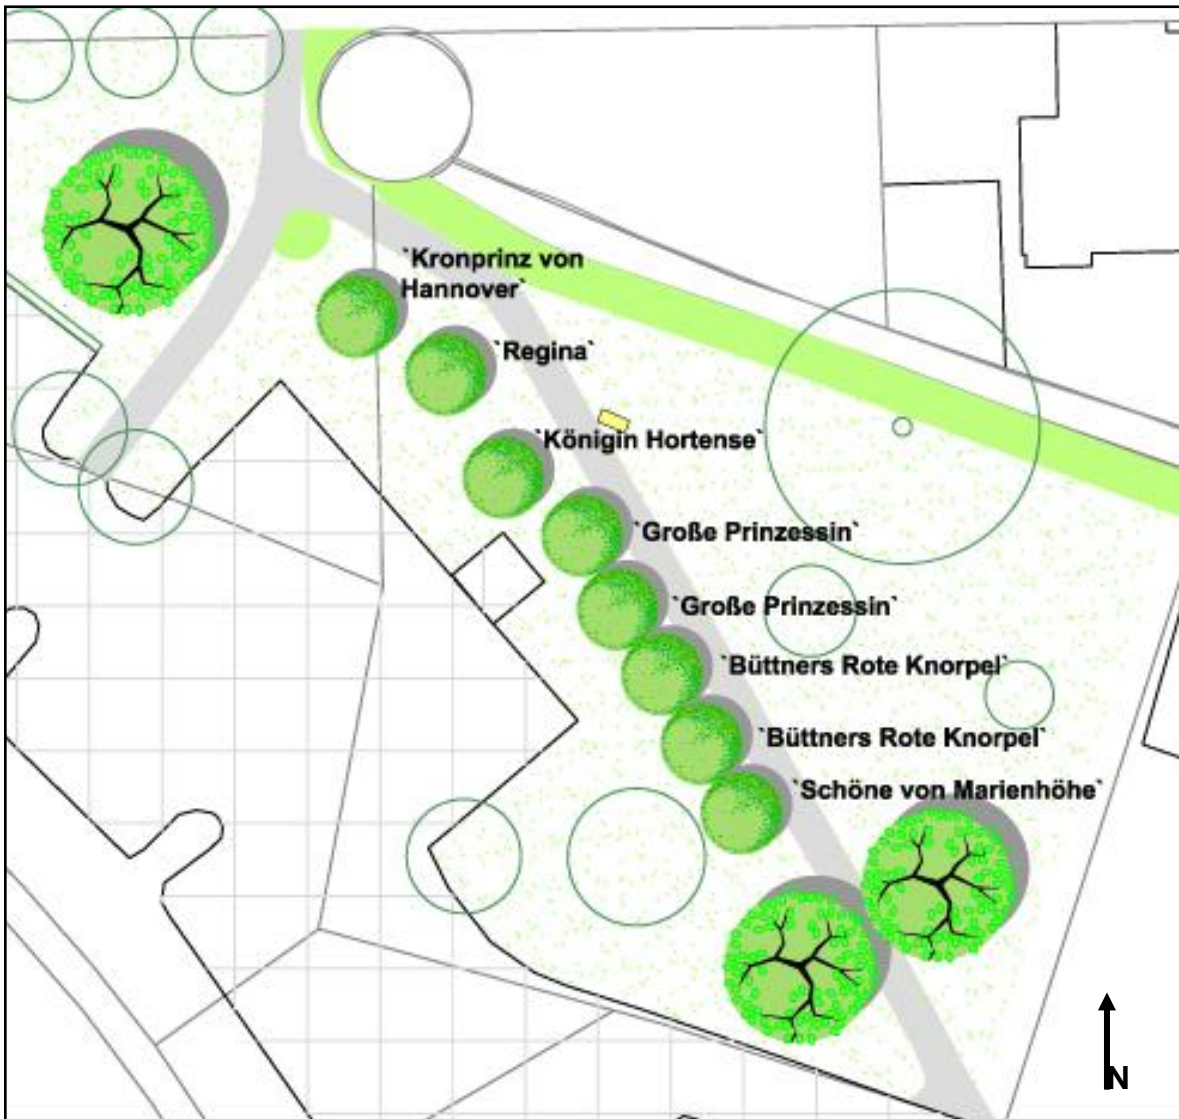 `Kronprinz von
Hannover`
`Regina`
`Königin Hortense`
`Große Prinzessin`
`Große Prinzessin`
`Büttners Rote Knorpel`
`Büttners Rote Knorpel`
`Schöne von Marienhöhe`
N